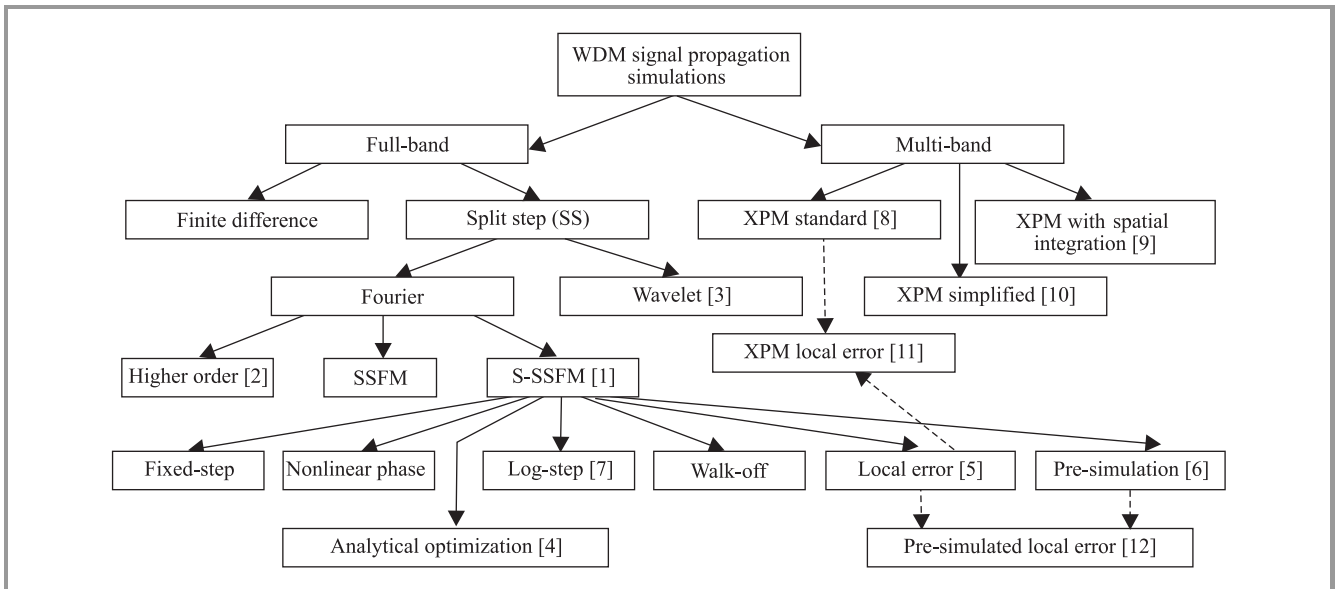 WDM signal propagation
simulations
Full-band
Multi-band
Finite difference
Split step (SS)
XPM standard [8]
XPM with spatial
integration [9]
Fourier
Wavelet [3]
XPM simplified [10]
XPM local error [11]
Higher order [2]
SSFM
S-SSFM [1]
Fixed-step
Nonlinear phase
Log-step [7]
Walk-off
Local error [5]
Pre-simulation [6]
Analytical optimization [4]
Pre-simulated local error [12]